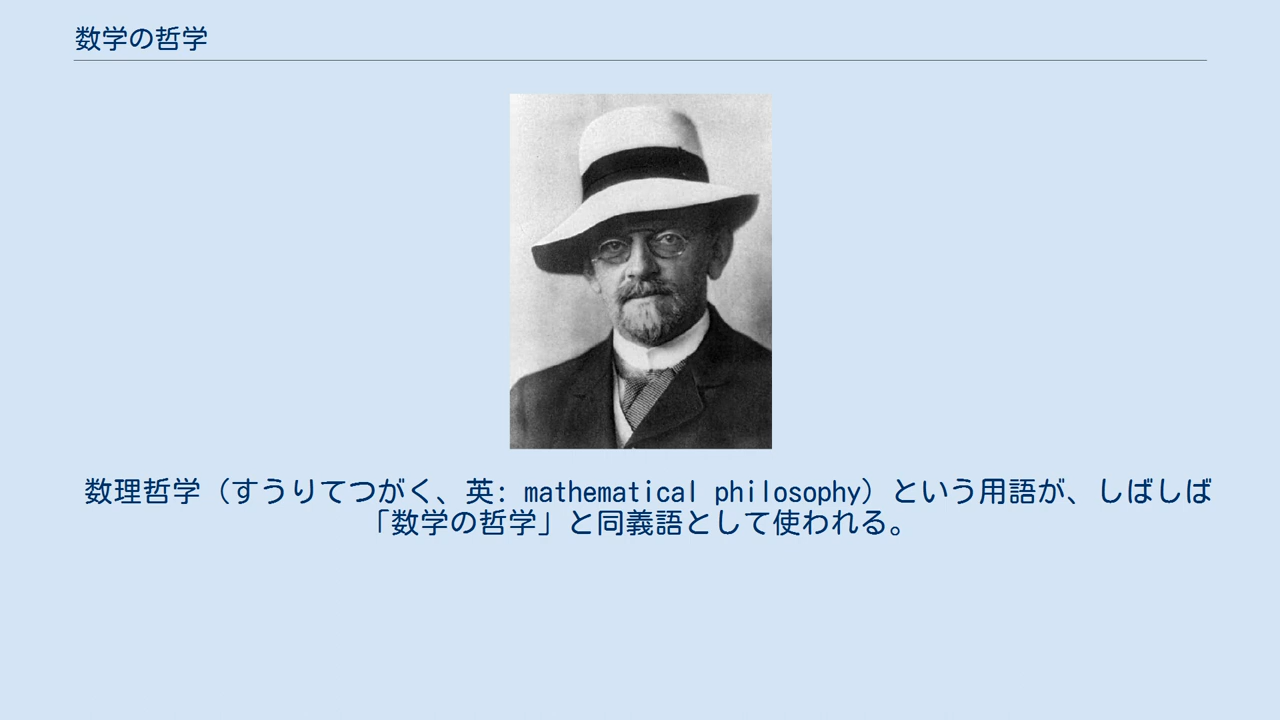 数学の哲学
数理哲学（すうりてつがく、英: mathematical philosophy）という用語が、しばしば
「数学の哲学」と同義語として使われる。